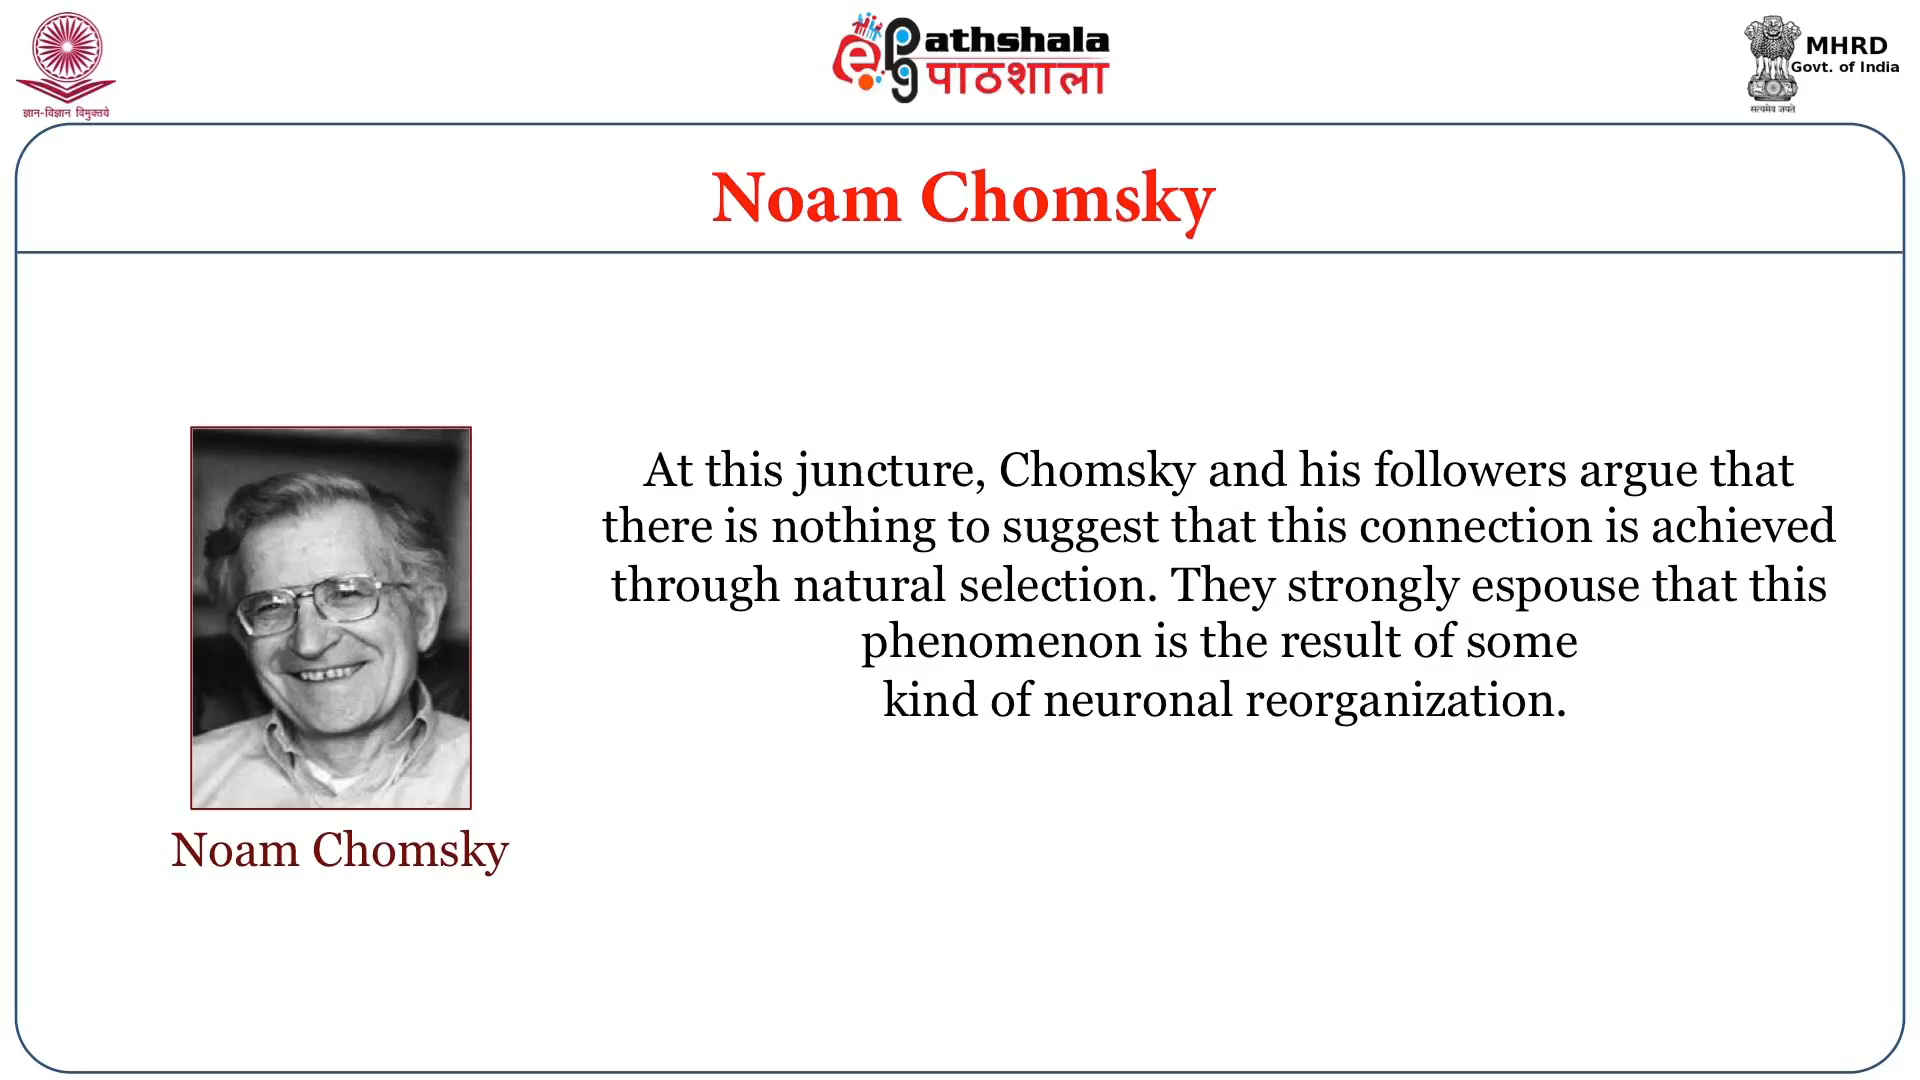 ज्ञान-विज्ञान विमुक्तये
ePathshala
पाठशाला
MHRD
Govt. of India
सत्यमेव जयते
Noam Chomsky
At this juncture, Chomsky and his followers argue that
there is nothing to suggest that this connection is achieved
through natural selection. They strongly espouse that this
phenomenon is the result of some
kind of neuronal reorganization.
Noam Chomsky